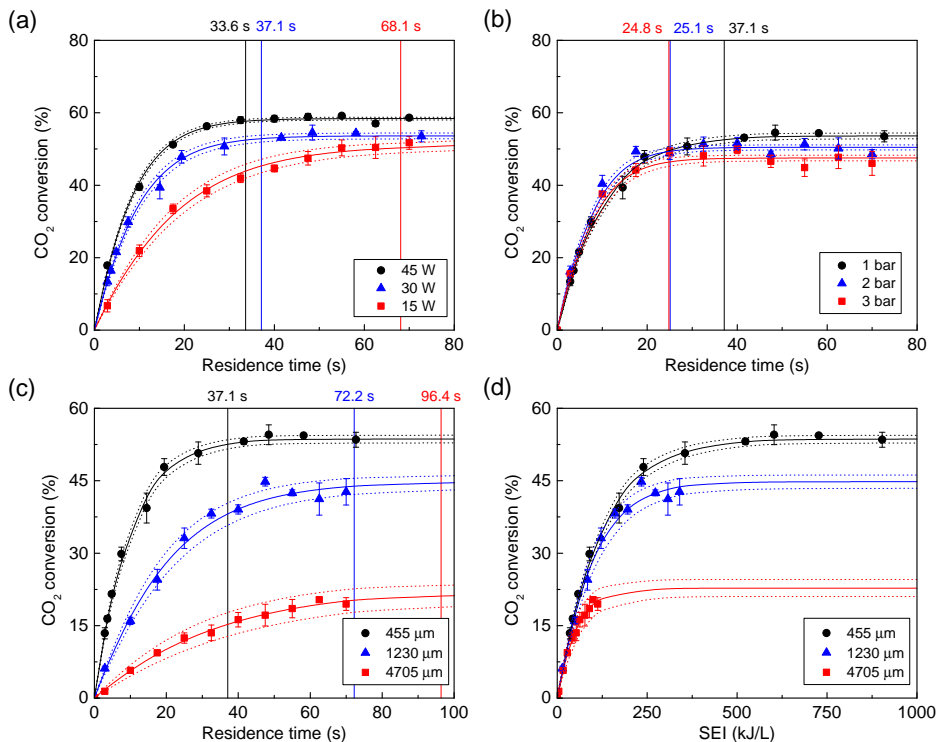 (a)
33.6 s
37.1 s
68.1 s
80
60
40
20
0
CO₂ conversion (%)
0 20 40 60 80
Residence time (s)
45 W
30 W
15 W
(b)
24.8 s
25.1 s
37.1 s
80
60
40
20
0
CO₂ conversion (%)
0 20 40 60 80
Residence time (s)
1 bar
2 bar
3 bar
(c)
37.1 s
72.2 s
96.4 s
60
45
30
15
0
CO₂ conversion (%)
0 20 40 60 80 100
Residence time (s)
455 µm
1230 µm
4705 µm
(d)
60
45
30
15
0
CO₂ conversion (%)
0 250 500 750 1000
SEI (kJ/L)
455 µm
1230 µm
4705 µm